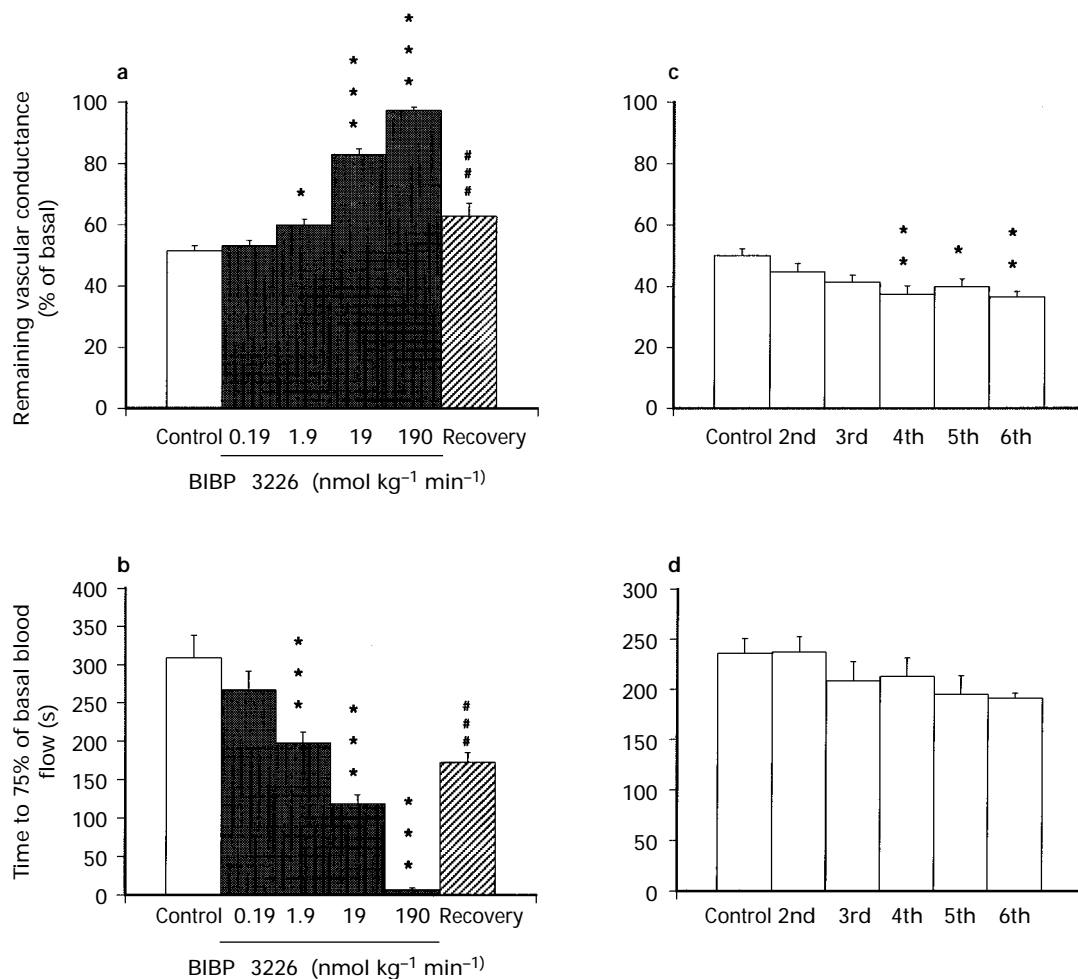 a
Remaining vascular conductance
(% of basal)
100
80
60
40
20
0
*
* * *
* * *
# # #
Control 0.19 1.9 19 190 Recovery
BIBP 3226 (nmol kg⁻¹ min⁻¹)
c
100
80
60
40
20
0
* *
*
* *
Control 2nd 3rd 4th 5th 6th
b
Time to 75% of basal blood
flow (s)
400
350
300
250
200
150
100
50
0
* * *
* * *
* * *
# # #
Control 0.19 1.9 19 190 Recovery
BIBP 3226 (nmol kg⁻¹ min⁻¹)
d
300
250
200
150
100
50
0
Control 2nd 3rd 4th 5th 6th